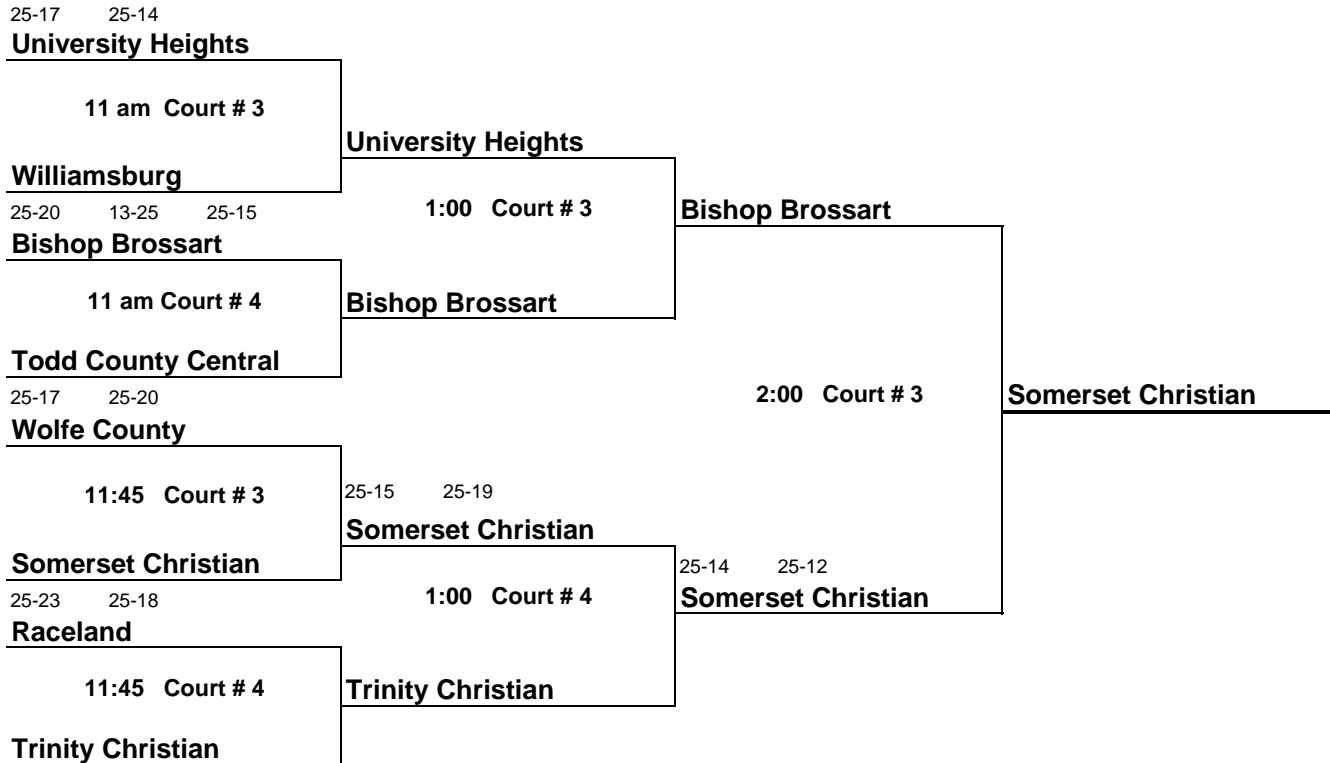 25-17 25-14
University Heights
11 am Court # 3
University Heights
Williamsburg
25-20 13-25 25-15
1:00 Court # 3
Bishop Brossart
Bishop Brossart
11 am Court # 4
Bishop Brossart
Todd County Central
25-17 25-20
2:00 Court # 3
Somerset Christian
Wolfe County
11:45 Court # 3
25-15 25-19
Somerset Christian
Somerset Christian
25-14 25-12
25-23 25-18
1:00 Court # 4
Somerset Christian
Raceland
11:45 Court # 4
Trinity Christian
Trinity Christian